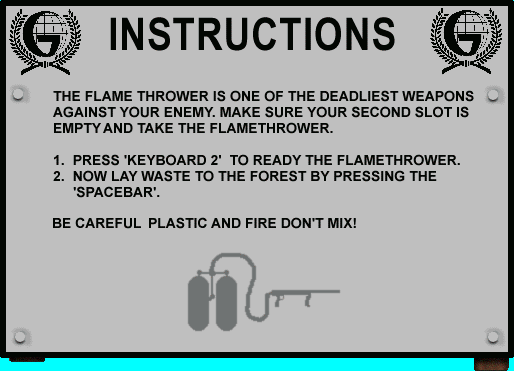 INSTRUCTIONS
THE FLAME THROWER IS ONE OF THE DEADLIEST WEAPONS
AGAINST YOUR ENEMY. MAKE SURE YOUR SECOND SLOT IS
EMPTY AND TAKE THE FLAMETHROWER.
1. PRESS 'KEYBOARD 2' TO READY THE FLAMETHROWER.
2. NOW LAY WASTE TO THE FOREST BY PRESSING THE
'SPACEBAR'.
BE CAREFUL PLASTIC AND FIRE DON'T MIX!